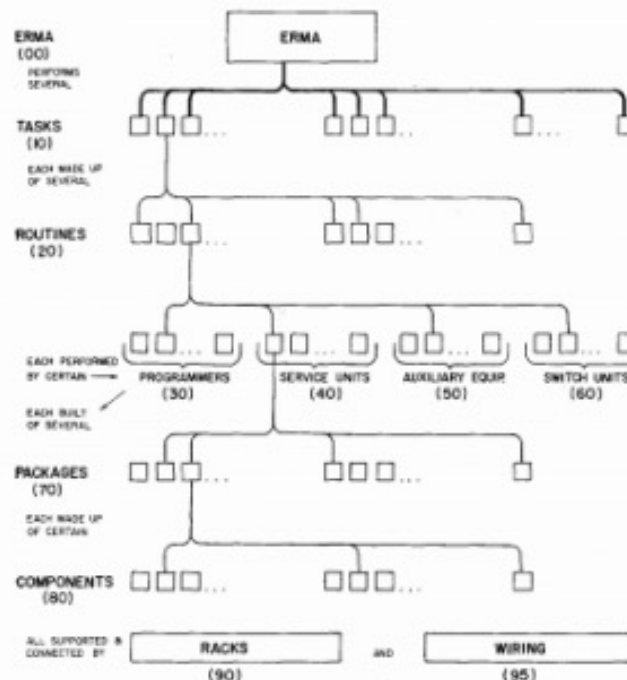 ERMA
(00)
ERMA
PERFORMS
SEVERAL
TASKS
(10)
EACH MADE UP
OF SEVERAL
ROUTINES
(20)
EACH PERFORMED
BY CERTAIN
PROGRAMMERS
(30)
SERVICE UNITS
(40)
AUXILIARY EQUIP.
(50)
SWITCH UNITS
(60)
EACH BUILT
OF SEVERAL
PACKAGES
(70)
EACH MADE UP
OF CERTAIN
COMPONENTS
(80)
ALL SUPPORTED &
CONNECTED BY
RACKS
(90)
AND
WIRING
(95)